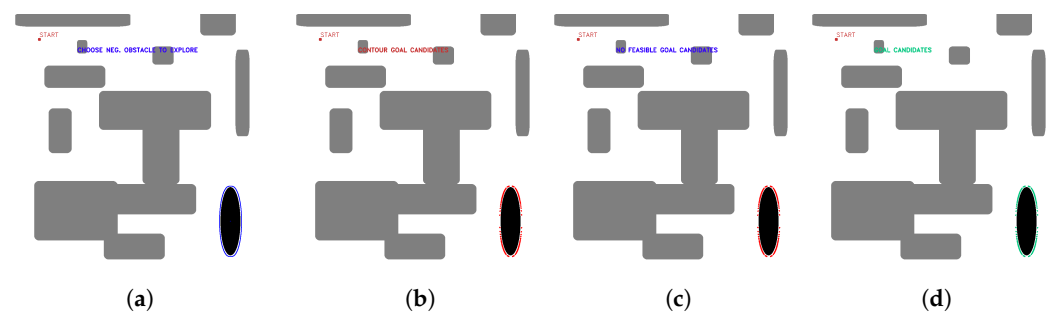 START
CHOOSE NEG. OBSTACLE TO EXPLORE
(a)
START
CONTOUR GOAL CANDIDATES
(b)
START
NO FEASIBLE GOAL CANDIDATES
(c)
START
GOAL CANDIDATES
(d)